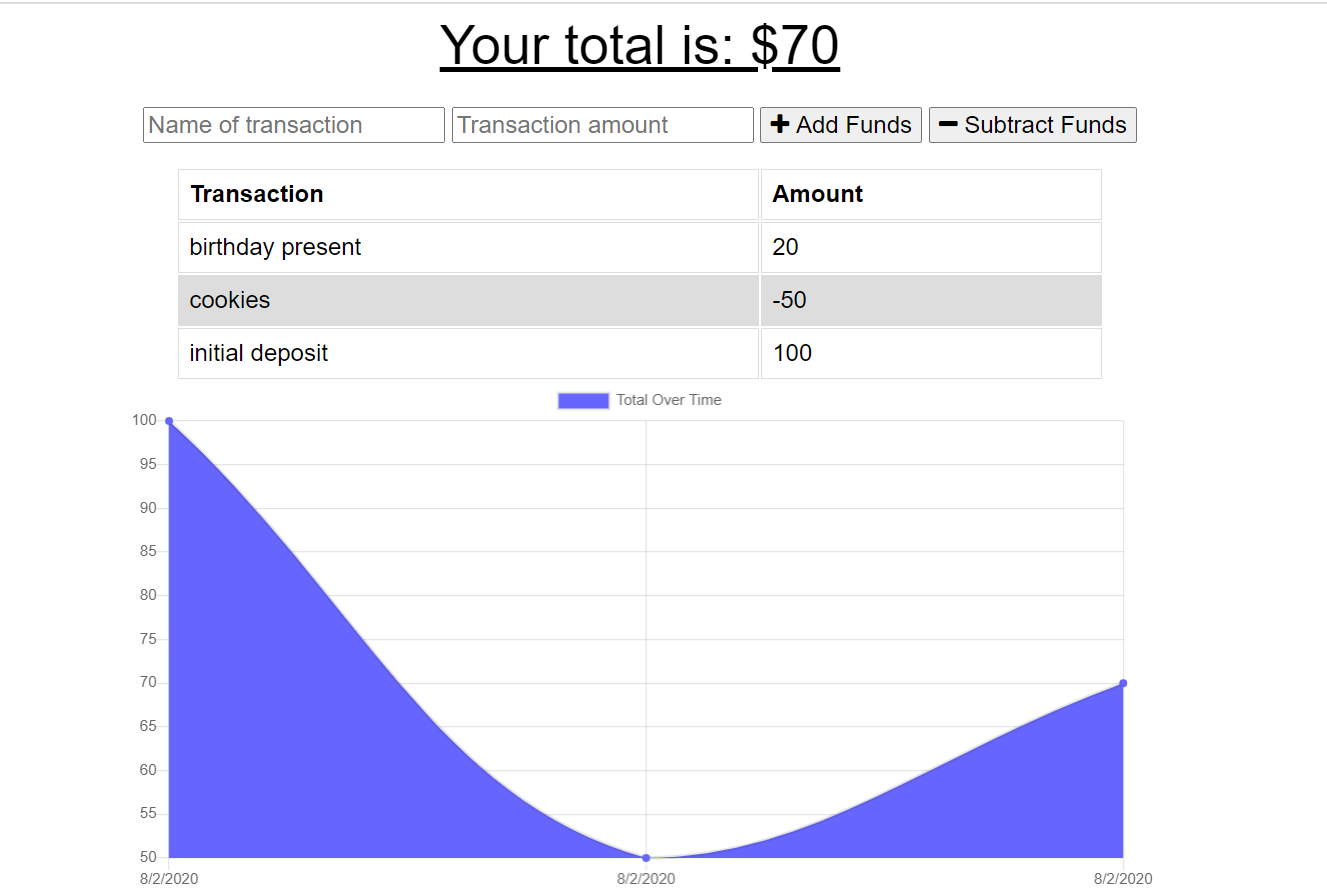 Your total is: $70
Name of transaction Transaction amount + Add Funds − Subtract Funds
Transaction Amount
birthday present 20
cookies -50
initial deposit 100
Total Over Time
100
95
90
85
80
75
70
65
60
55
50
8/2/2020 8/2/2020 8/2/2020